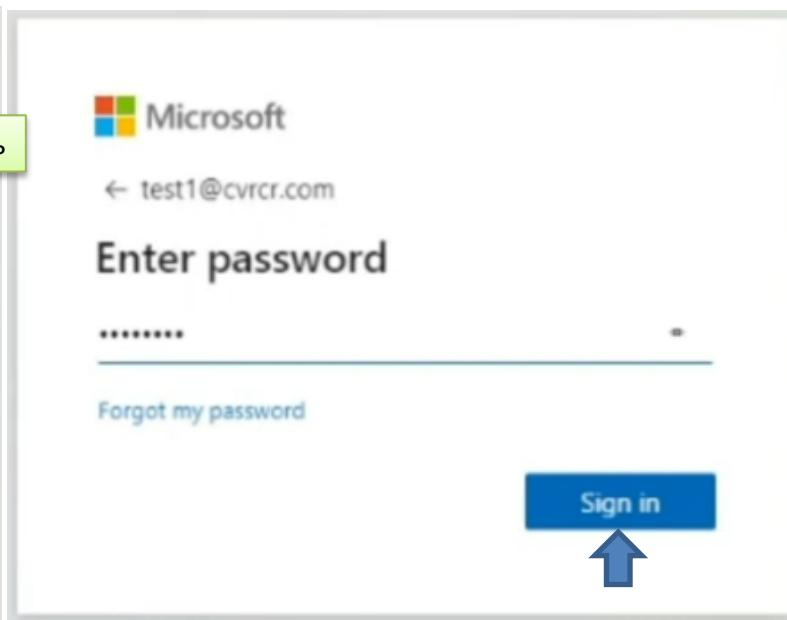 Microsoft
← test1@cvrcr.com
Enter password
••••••••
Forgot my password
Sign in